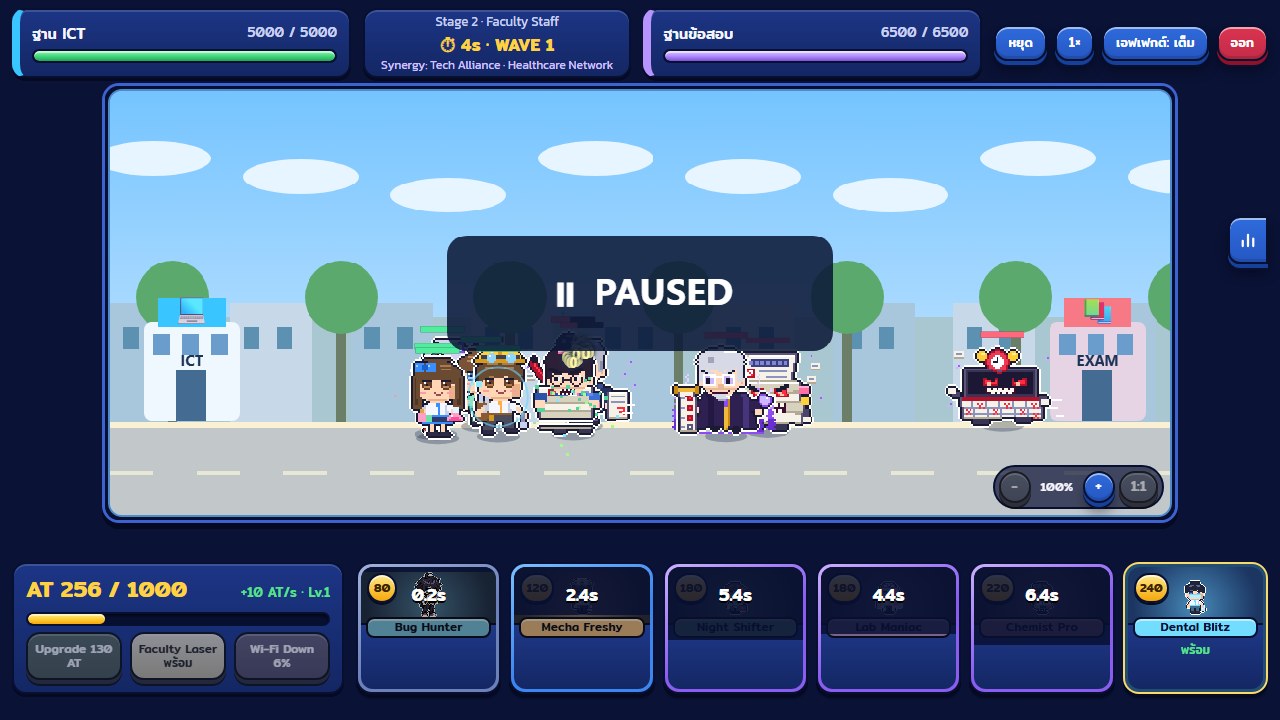 ฐาน ICT
5000 / 5000
Stage 2 · Faculty Staff
⏱ 4s · WAVE 1
Synergy: Tech Alliance · Healthcare Network
ฐานข้อสอบ
6500 / 6500
หยุด
1×
เอฟเฟกต์: เต็ม
ออก
⏸ PAUSED
ICT
EXAM
−
100%
+
1:1
AT 256 / 1000
+10 AT/s · Lv.1
Upgrade 130
AT
Faculty Laser
พร้อม
Wi-Fi Down
6%
80
0.2s
Bug Hunter
120
2.4s
Mecha Freshy
180
5.4s
Night Shifter
180
4.4s
Lab Maniac
220
6.4s
Chemist Pro
240
Dental Blitz
พร้อม